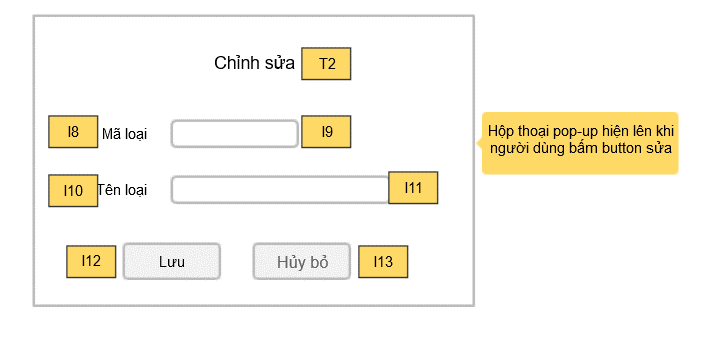 Chỉnh sửa T2
I8 Mã loại I9
Hộp thoại pop-up hiện lên khi
người dùng bấm button sửa
I10 Tên loại I11
I12 Lưu Hủy bỏ I13